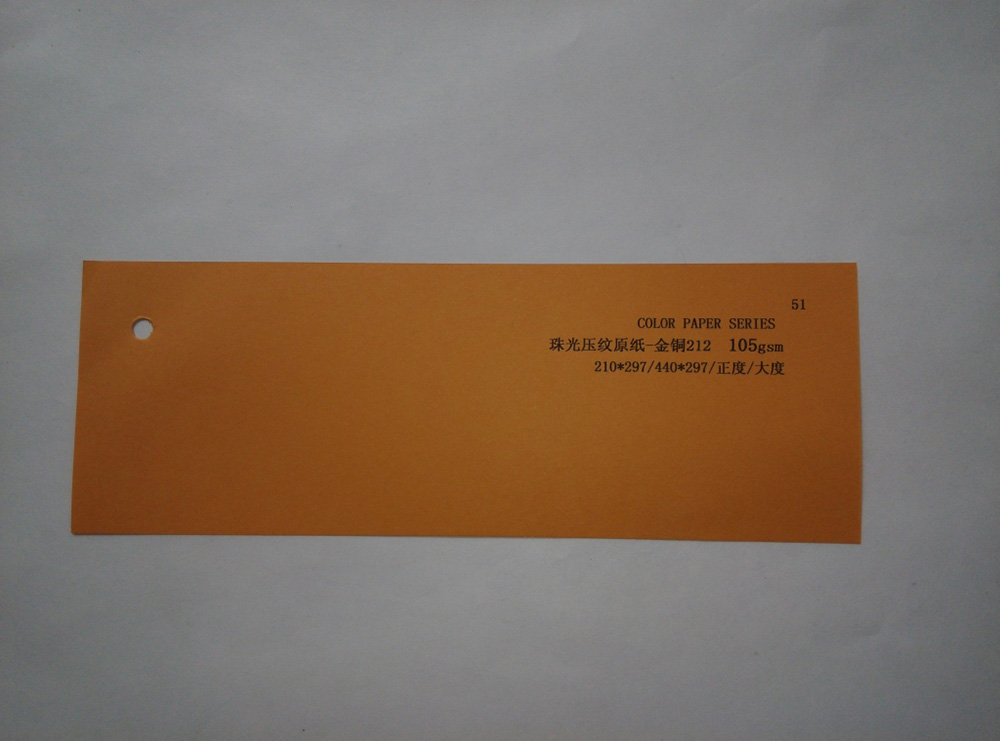 51
COLOR PAPER SERIES
珠光压纹原纸-金铜212 105gsm
210*297/440*297/正度/大度